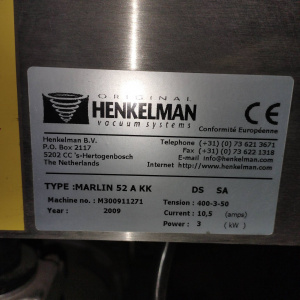 ORIGINAL
HENKELMAN
vacuum systems
CE
Conformité Européenne
Henkelman B.V.
P.O. Box 2117
5202 CC 's-Hertogenbosch
The Netherlands
Telephone (+31) (0) 73 621 3671
Fax (+31) (0) 73 622 1318
E-mail info@henkelman.com
Internet http://www.henkelman.com
TYPE :MARLIN 52 A KK DS SA
Machine no. : M300911271
Year : 2009
Tension : 400-3-50
Current : 10,5 (amps)
Power : 3 (kW)